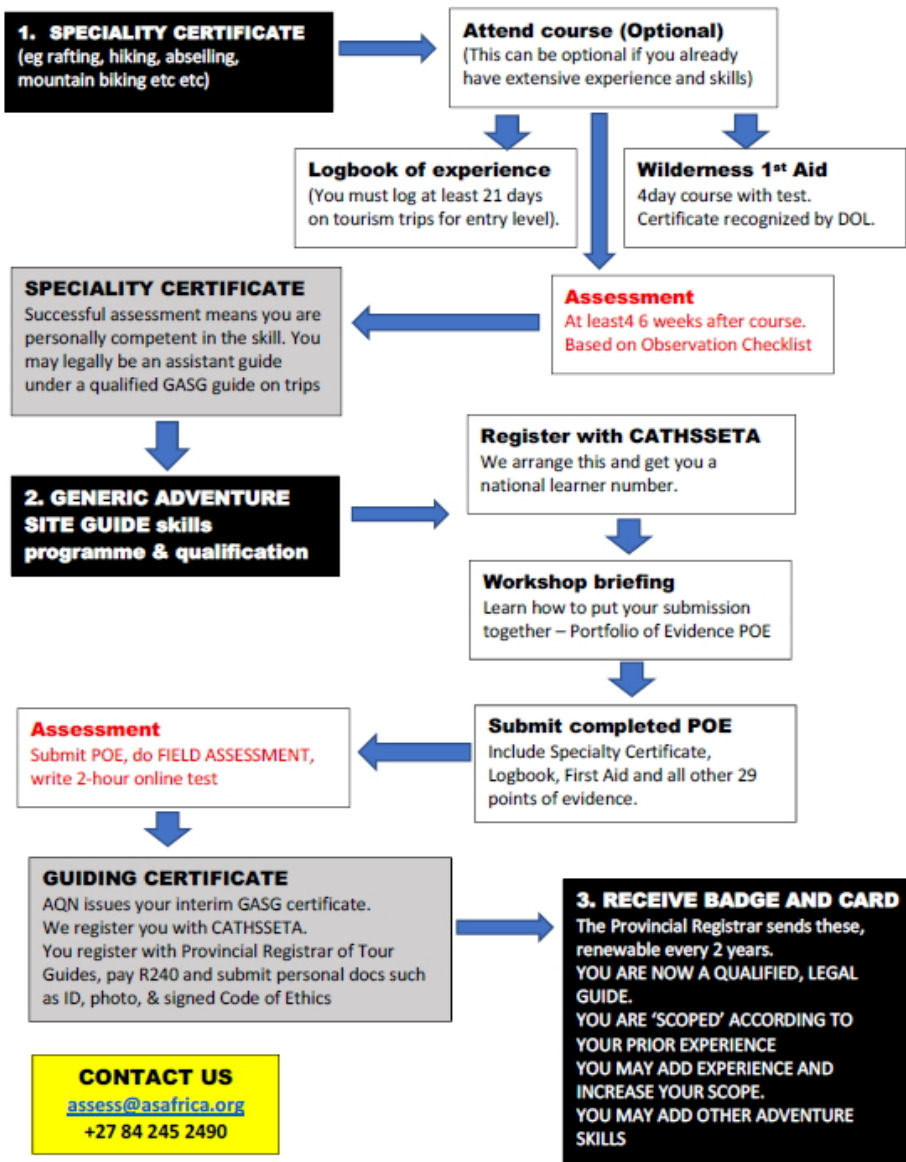 1. SPECIALITY CERTIFICATE
(eg rafting, hiking, abseiling,
mountain biking etc etc)
Attend course (Optional)
(This can be optional if you already
have extensive experience and skills)
Logbook of experience
(You must log at least 21 days
on tourism trips for entry level).
Wilderness 1st Aid
4day course with test.
Certificate recognized by DOL.
SPECIALITY CERTIFICATE
Successful assessment means you are
personally competent in the skill. You
may legally be an assistant guide
under a qualified GASG guide on trips
Assessment
At least4 6 weeks after course.
Based on Observation Checklist
2. GENERIC ADVENTURE
SITE GUIDE skills
programme & qualification
Register with CATHSSETA
We arrange this and get you a
national learner number.
Workshop briefing
Learn how to put your submission
together – Portfolio of Evidence POE
Submit completed POE
Include Specialty Certificate,
Logbook, First Aid and all other 29
points of evidence.
Assessment
Submit POE, do FIELD ASSESSMENT,
write 2-hour online test
GUIDING CERTIFICATE
AQN issues your interim GASG certificate.
We register you with CATHSSETA.
You register with Provincial Registrar of Tour
Guides, pay R240 and submit personal docs such
as ID, photo, & signed Code of Ethics
3. RECEIVE BADGE AND CARD
The Provincial Registrar sends these,
renewable every 2 years.
YOU ARE NOW A QUALIFIED, LEGAL
GUIDE.
YOU ARE ‘SCOPED’ ACCORDING TO
YOUR PRIOR EXPERIENCE
YOU MAY ADD EXPERIENCE AND
INCREASE YOUR SCOPE.
YOU MAY ADD OTHER ADVENTURE
SKILLS
CONTACT US
assess@asafrica.org
+27 84 245 2490